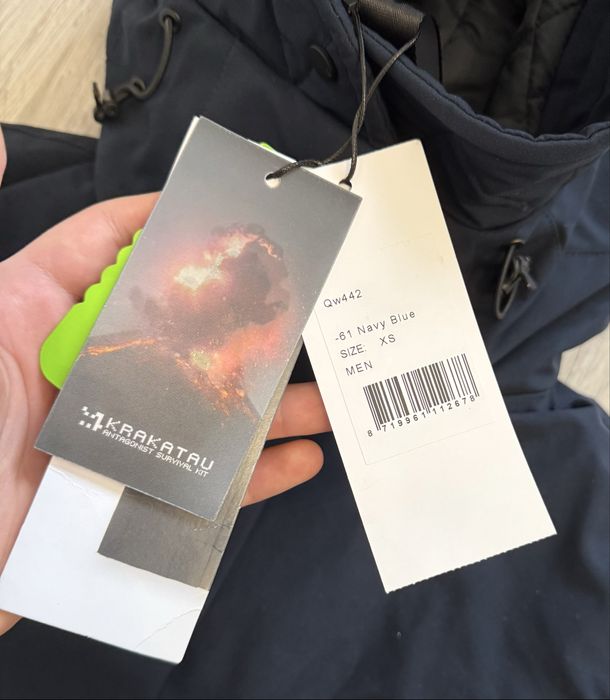 KRAKATAU
ANTAGONIST SURVIVAL KIT
Qw442
-61 Navy Blue
SIZE: XS
MEN
8 719961 112678